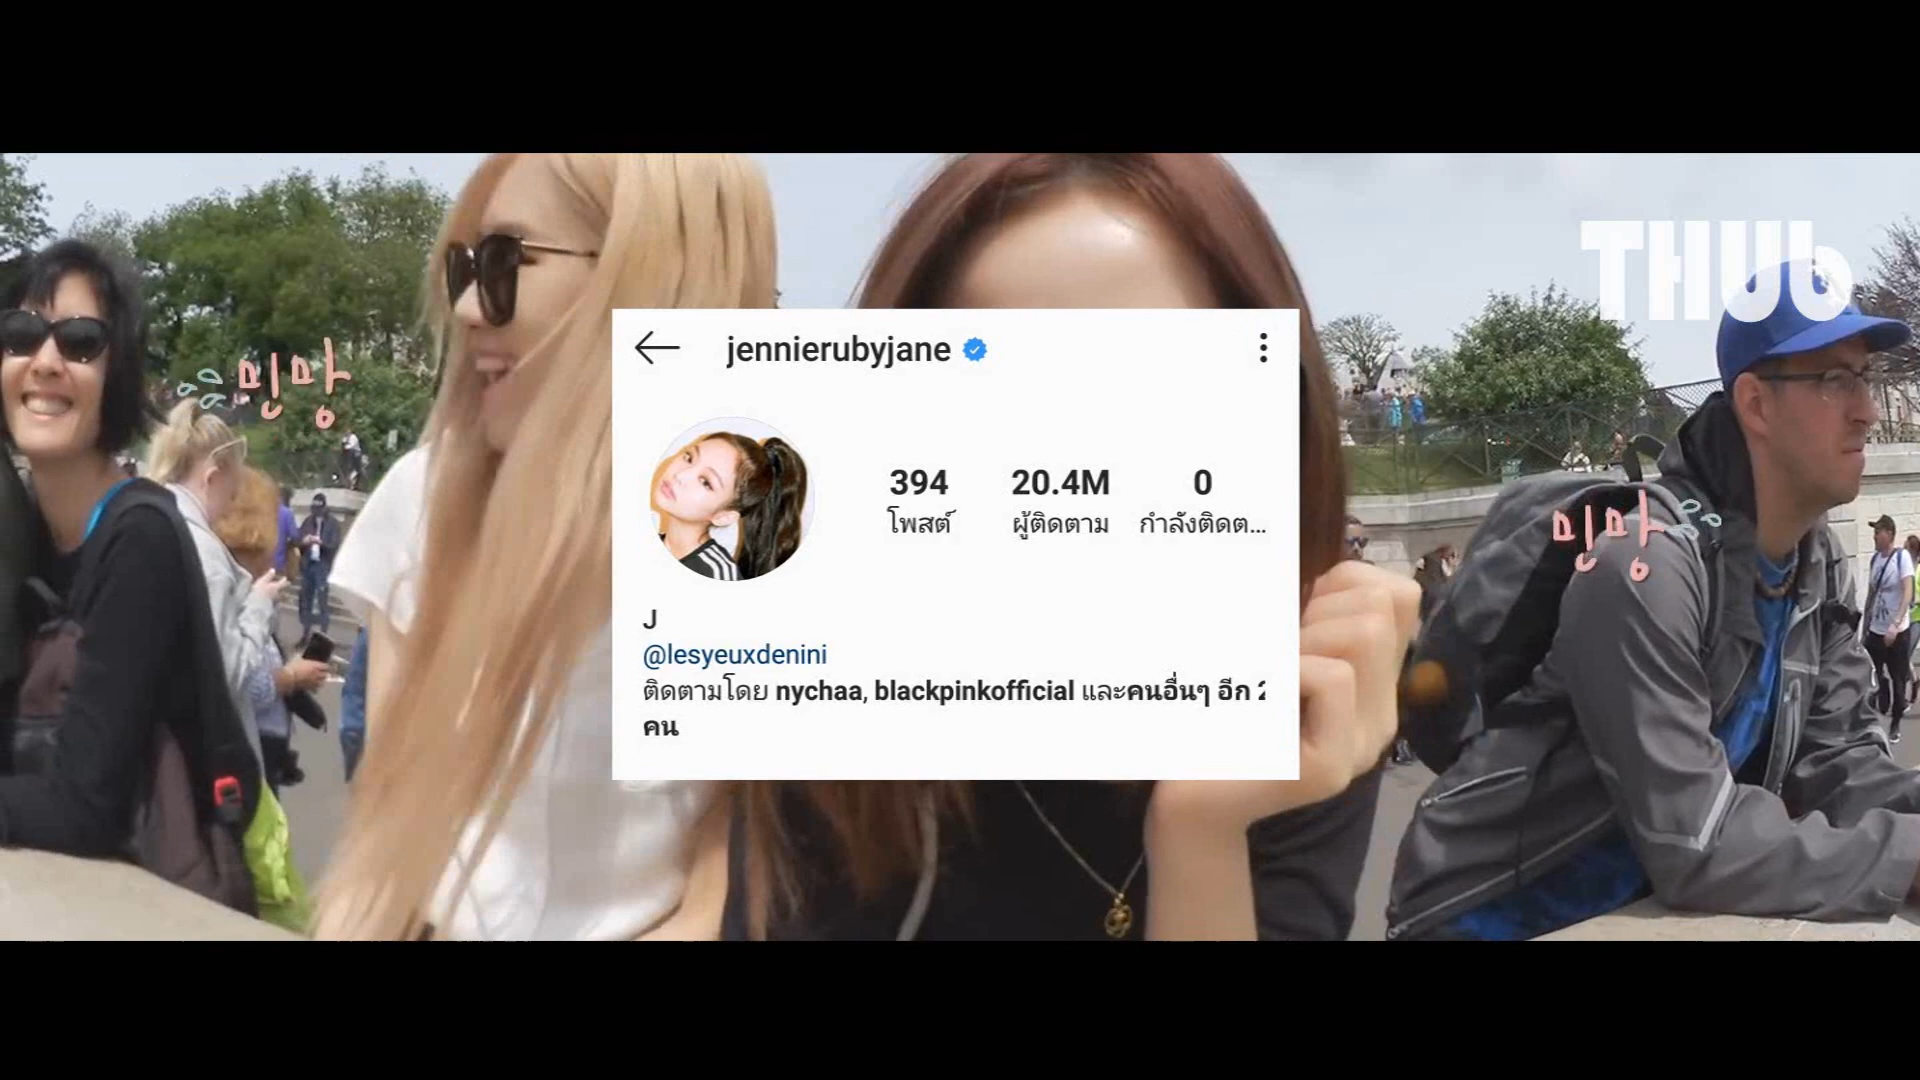 THUb
jennierubyjane
394
20.4M
0
โพสต์
ผู้ติดตาม
กำลังติดต...
J
@lesyeuxdenini
ติดตามโดย nychaa, blackpinkofficial และคนอื่นๆ อีก 2
คน
민망
민망